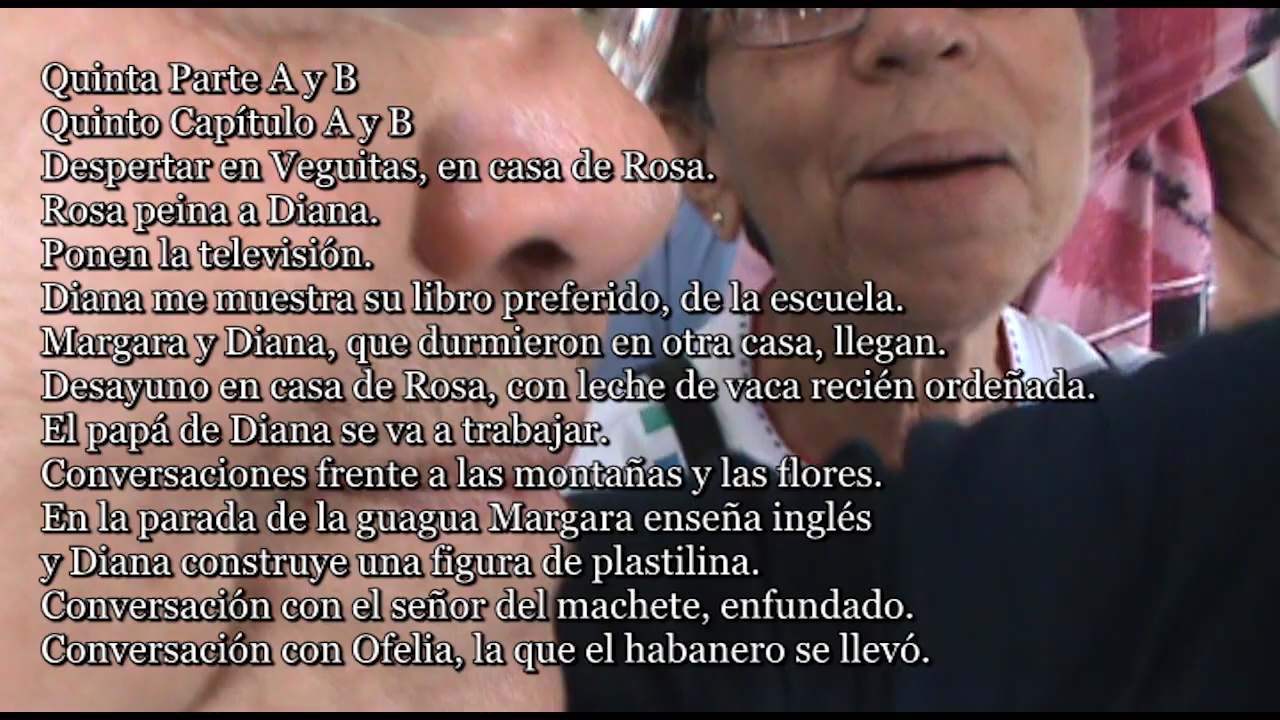 Quinta Parte A y B
Quinto Capítulo A y B
Despertar en Veguitas, en casa de Rosa.
Rosa peina a Diana.
Ponen la televisión.
Diana me muestra su libro preferido, de la escuela.
Margara y Diana, que durmieron en otra casa, llegan.
Desayuno en casa de Rosa, con leche de vaca recién ordeñada.
El papá de Diana se va a trabajar.
Conversaciones frente a las montañas y las flores.
En la parada de la guagua Margara enseña inglés
y Diana construye una figura de plastilina.
Conversación con el señor del machete, enfundado.
Conversación con Ofelia, la que el habanero se llevó.